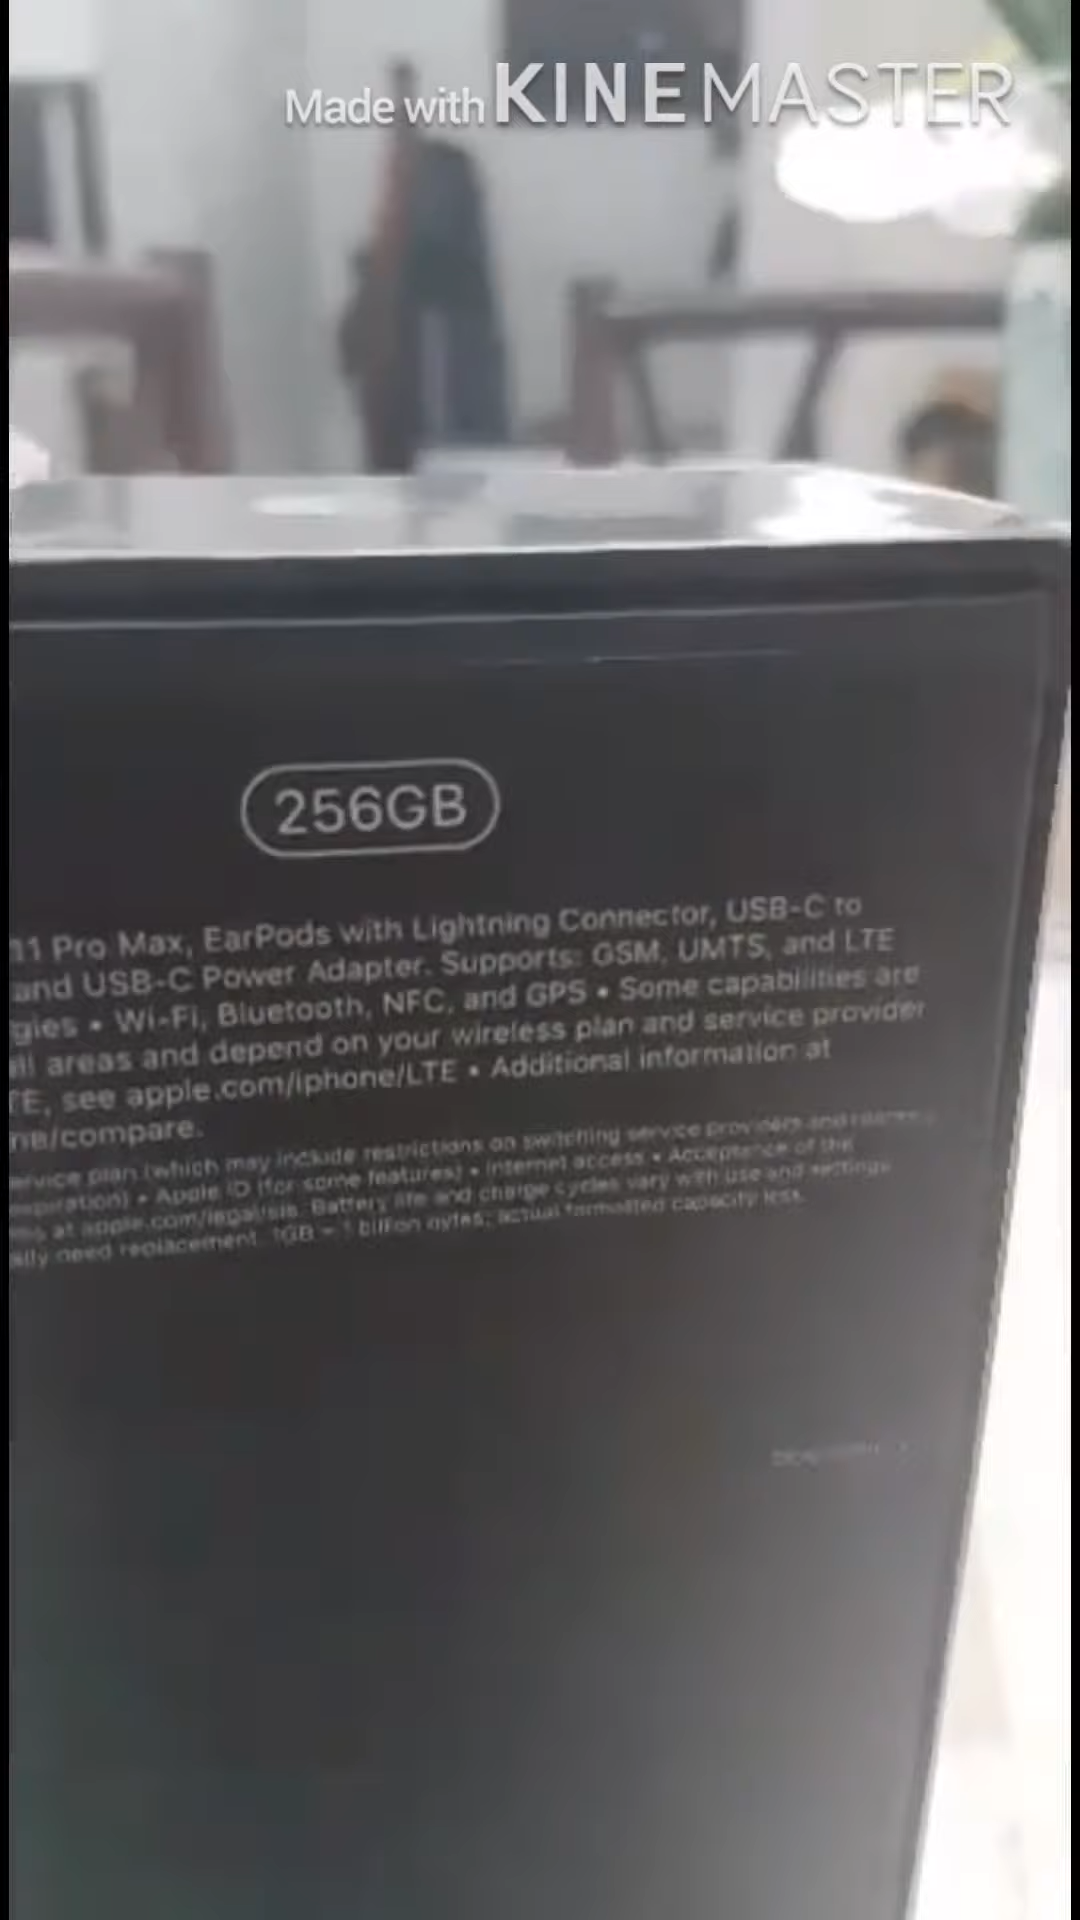 Made with KINEMASTER
256GB
11 Pro Max, EarPods with Lightning Connector, USB-C to
and USB-C Power Adapter. Supports: GSM, UMTS, and LTE
gies • Wi-Fi, Bluetooth, NFC, and GPS • Some capabilities are
all areas and depend on your wireless plan and service provider
TE, see apple.com/iphone/LTE • Additional information at
ne/compare.
ervice plan (which may include restrictions on switching service providers and
expiration) • Apple ID (for some features) • Internet access • Acceptance of the
at apple.com/legal/sla. Battery life and charge cycles vary with use and settings
ally need replacement. 1GB = 1 billion bytes; actual formatted capacity less.